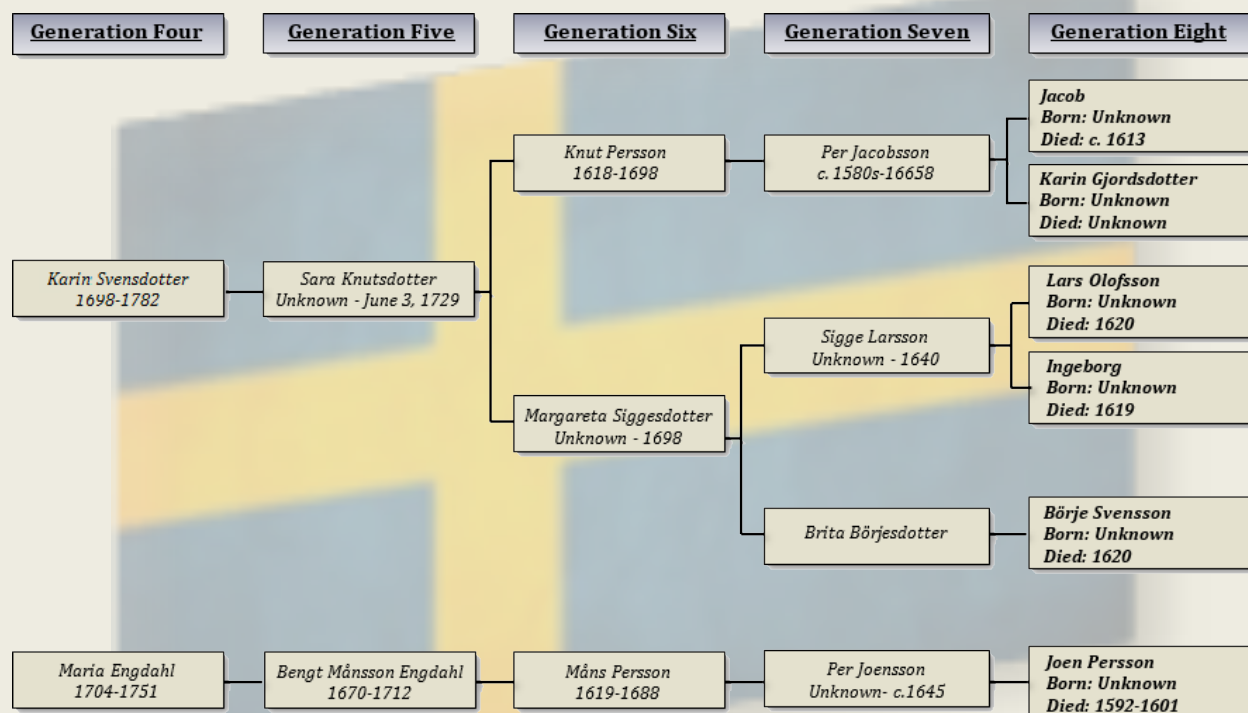 Generation Four
Generation Five
Generation Six
Generation Seven
Generation Eight
Jacob
Born: Unknown
Died: c. 1613
Knut Persson
1618-1698
Per Jacobsson
c. 1580s-16658
Karin Gjordsdotter
Born: Unknown
Died: Unknown
Karin Svensdotter
1698-1782
Sara Knutsdotter
Unknown - June 3, 1729
Lars Olofsson
Born: Unknown
Died: 1620
Sigge Larsson
Unknown - 1640
Ingeborg
Born: Unknown
Died: 1619
Margareta Siggesdotter
Unknown - 1698
Brita Börjesdotter
Börje Svensson
Born: Unknown
Died: 1620
Maria Engdahl
1704-1751
Bengt Månsson Engdahl
1670-1712
Måns Persson
1619-1688
Per Joensson
Unknown- c.1645
Joen Persson
Born: Unknown
Died: 1592-1601